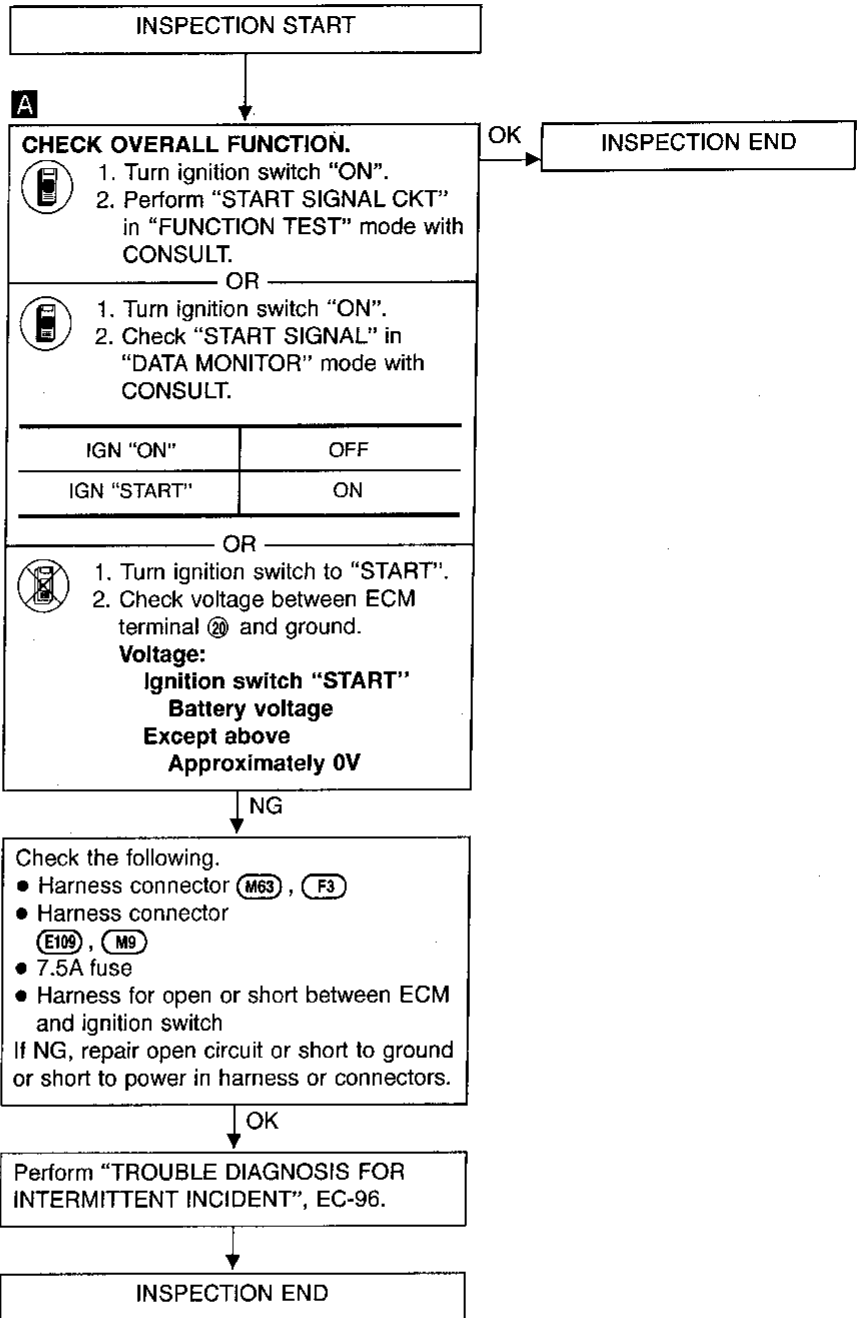 INSPECTION START
A
CHECK OVERALL FUNCTION.
1. Turn ignition switch “ON”.
2. Perform “START SIGNAL CKT”
in “FUNCTION TEST” mode with
CONSULT.
OK
INSPECTION END
OR
1. Turn ignition switch “ON”.
2. Check “START SIGNAL” in
“DATA MONITOR” mode with
CONSULT.
IGN “ON” OFF
IGN “START” ON
OR
1. Turn ignition switch to “START”.
2. Check voltage between ECM
terminal ⑳ and ground.
Voltage:
Ignition switch “START”
Battery voltage
Except above
Approximately 0V
NG
Check the following.
● Harness connector M63 , F3
● Harness connector
E109 , M9
● 7.5A fuse
● Harness for open or short between ECM
and ignition switch
If NG, repair open circuit or short to ground
or short to power in harness or connectors.
OK
Perform “TROUBLE DIAGNOSIS FOR
INTERMITTENT INCIDENT”, EC-96.
INSPECTION END